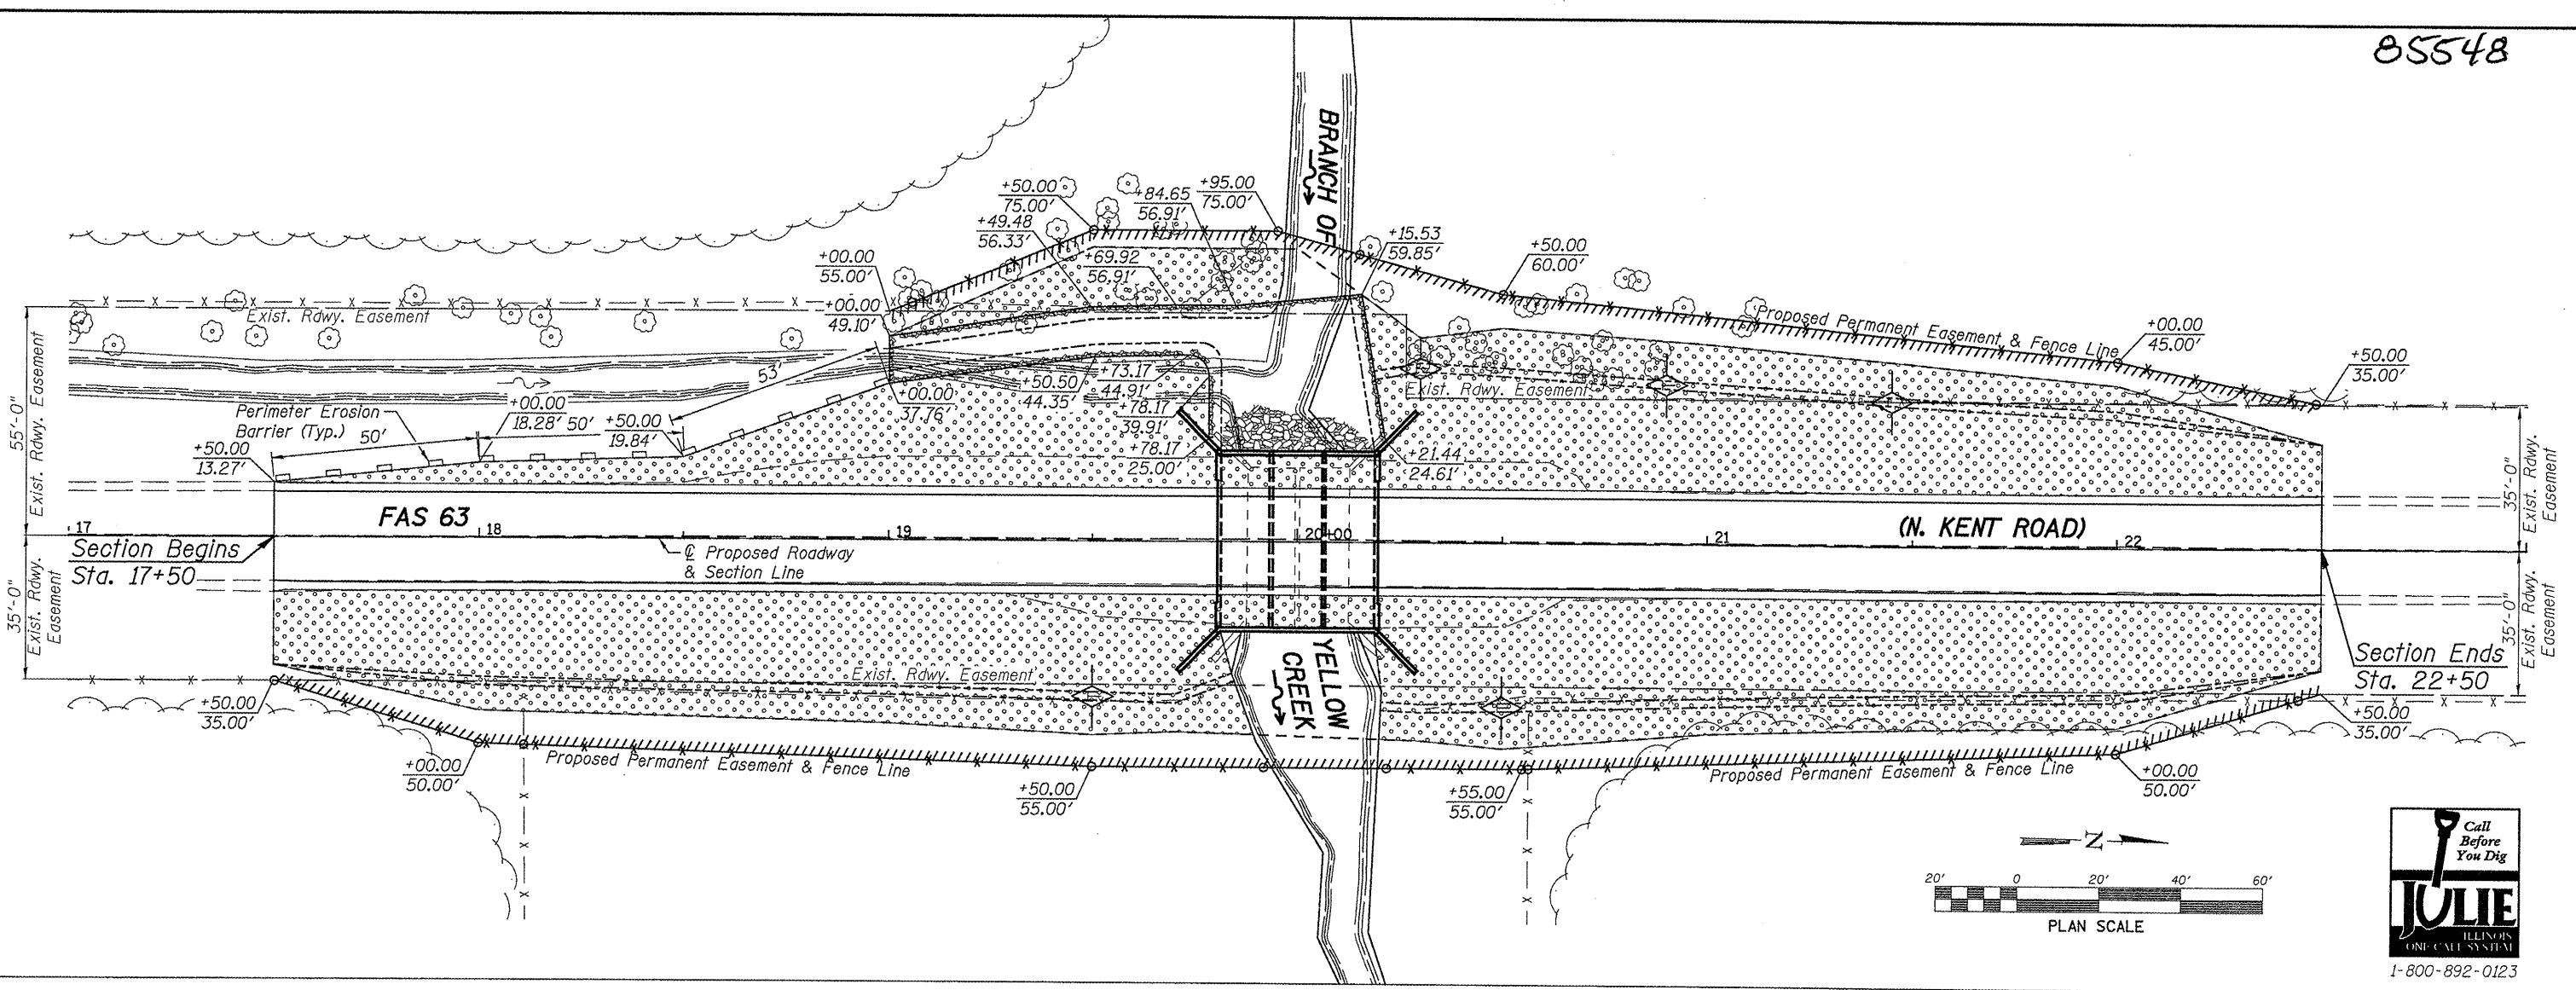 85548
BRANCH OF
+50.00
75.00'
+84.65
56.91'
+95.00
75.00'
+49.48
56.33'
+15.53
59.85'
+50.00
60.00'
+00.00
55.00'
+69.92
56.91'
+00.00
49.10'
Exist. Rdwy. Easement
Proposed Permanent Easement & Fence Line
+00.00
45.00'
+50.00
35.00'
55'-0"
Exist. Rdwy. Easement
53'
+50.50
44.35'
+73.17
44.91'
+00.00
37.76'
+78.17
39.91'
Exist. Rdwy. Easement
Perimeter Erosion
Barrier (Typ.)
50'
+00.00
18.28'
50'
+50.00
19.84'
+50.00
13.27'
+78.17
25.00'
+21.44
24.61'
35'-0"
Exist. Rdwy.
Easement
FAS 63
(N. KENT ROAD)
17
18
19
20+00
21
22
Section Begins
Sta. 17+50
℄ Proposed Roadway
& Section Line
35'-0"
Exist. Rdwy.
Easement
35'-0"
Exist. Rdwy.
Easement
YELLOW
CREEK
Section Ends
Sta. 22+50
Exist. Rdwy. Easement
+50.00
35.00'
+50.00
35.00'
+00.00
50.00'
Proposed Permanent Easement & Fence Line
+50.00
55.00'
+55.00
55.00'
Proposed Permanent Easement & Fence Line
+00.00
50.00'
N
20'
0
20'
40'
60'
PLAN SCALE
Call
Before
You Dig
JULIE
ILLINOIS
ONE CALL SYSTEM
1-800-892-0123